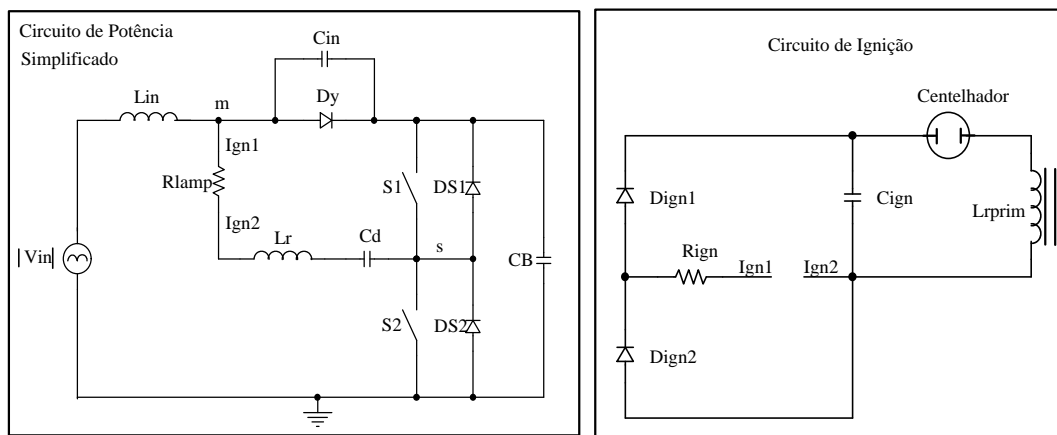 Circuito de Potência
Simplificado
Cin
Lin
m
Dy
Ign1
Rlamp
S1
DS1
Ign2
Lr
Cd
s
|Vin|
CB
S2
DS2
Circuito de Ignição
Centelhador
Dign1
Cign
Lrprim
Rign
Ign1
Ign2
Dign2